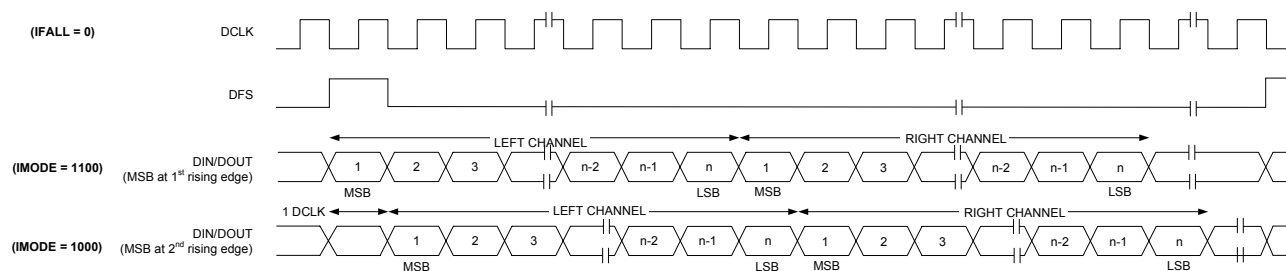 (IFALL = 0) DCLK
DFS
LEFT CHANNEL RIGHT CHANNEL
(IMODE = 1100) DIN/DOUT
(MSB at 1st rising edge)
1 2 3 n-2 n-1 n 1 2 3 n-2 n-1 n
MSB LSB MSB LSB
1 DCLK LEFT CHANNEL RIGHT CHANNEL
(IMODE = 1000) DIN/DOUT
(MSB at 2nd rising edge)
1 2 3 n-2 n-1 n 1 2 3 n-2 n-1 n
MSB LSB MSB LSB